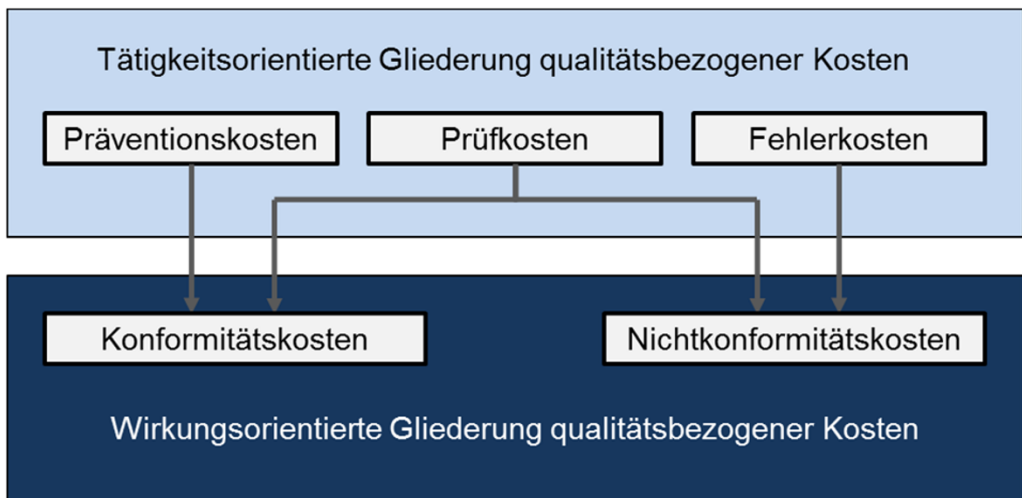 Tätigkeitsorientierte Gliederung qualitätsbezogener Kosten
Präventionskosten
Prüfkosten
Fehlerkosten
Konformitätskosten
Nichtkonformitätskosten
Wirkungsorientierte Gliederung qualitätsbezogener Kosten